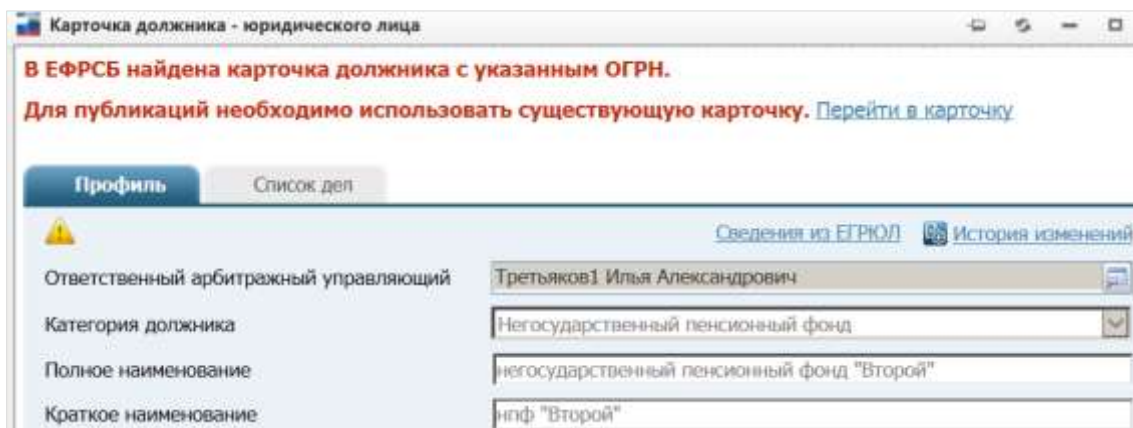 Карточка должника - юридического лица
В ЕФРСБ найдена карточка должника с указанным ОГРН.
Для публикаций необходимо использовать существующую карточку. Перейти в карточку
Профиль Список дел
Сведения из ЕГРЮЛ История изменений
Ответственный арбитражный управляющий Третьяков1 Илья Александрович
Категория должника Негосударственный пенсионный фонд
Полное наименование негосударственный пенсионный фонд "Второй"
Краткое наименование нпф "Второй"